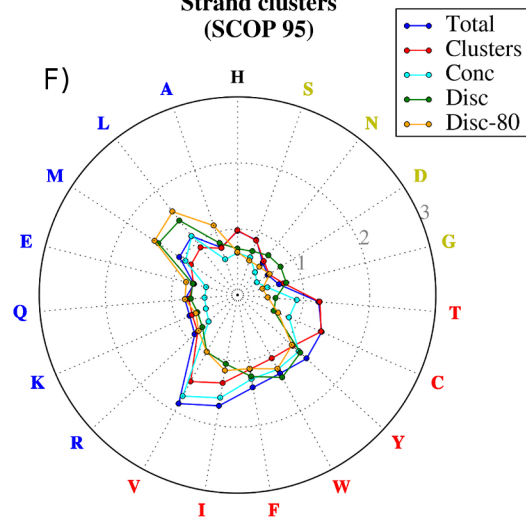 Strand clusters
(SCOP 95)
F)
Total
Clusters
Conc
Disc
Disc-80
H
S
N
D
G
T
C
Y
W
F
I
V
R
K
Q
E
M
L
A
1
2
3